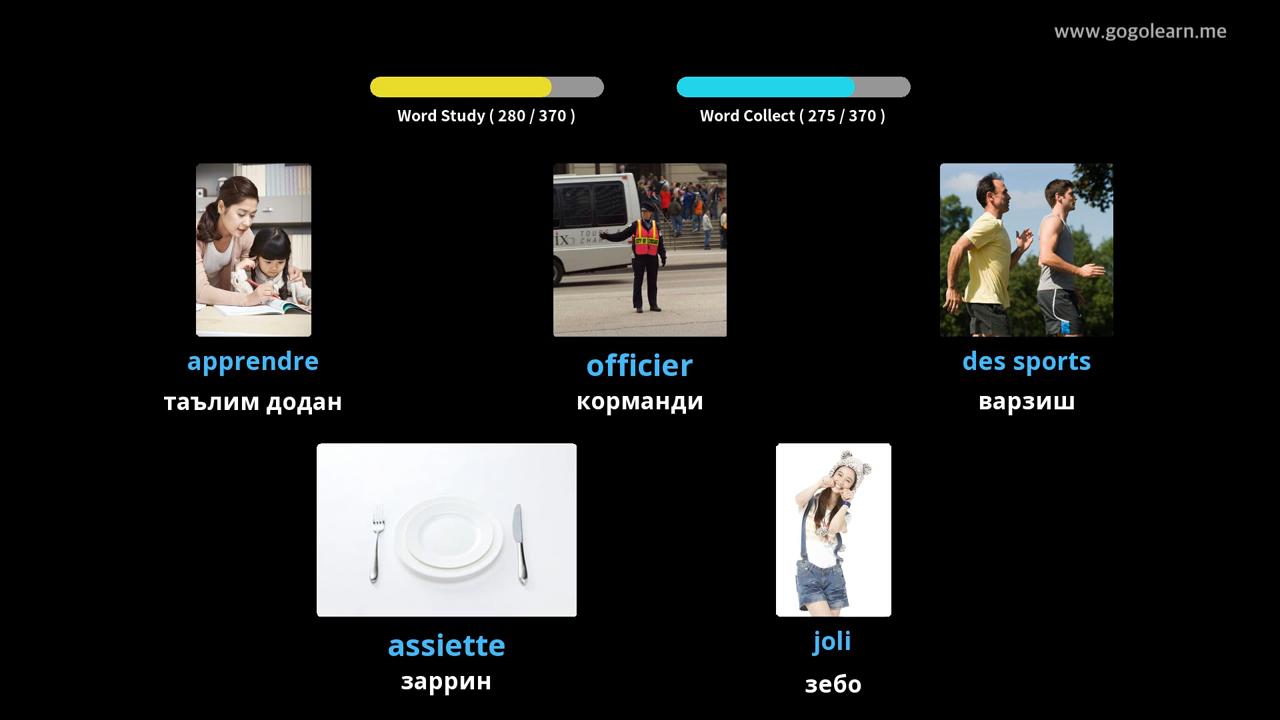 www.gogolearn.me
Word Study ( 280 / 370 )
Word Collect ( 275 / 370 )
apprendre
officier
des sports
таълим додан
корманди
варзиш
assiette
joli
заррин
зебо